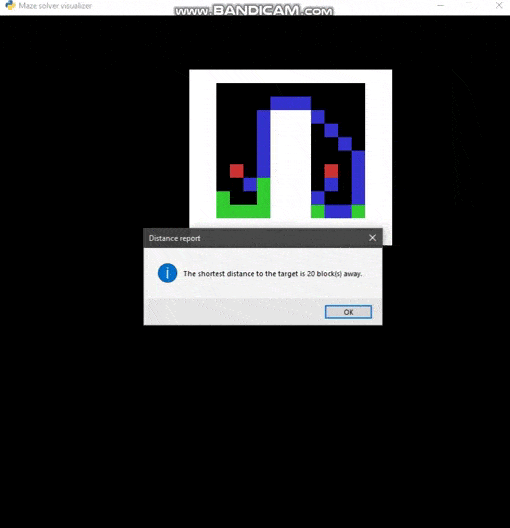 Maze solver visualizer
www.BANDICAM.com
Distance report
The shortest distance to the target is 20 block(s) away.
OK